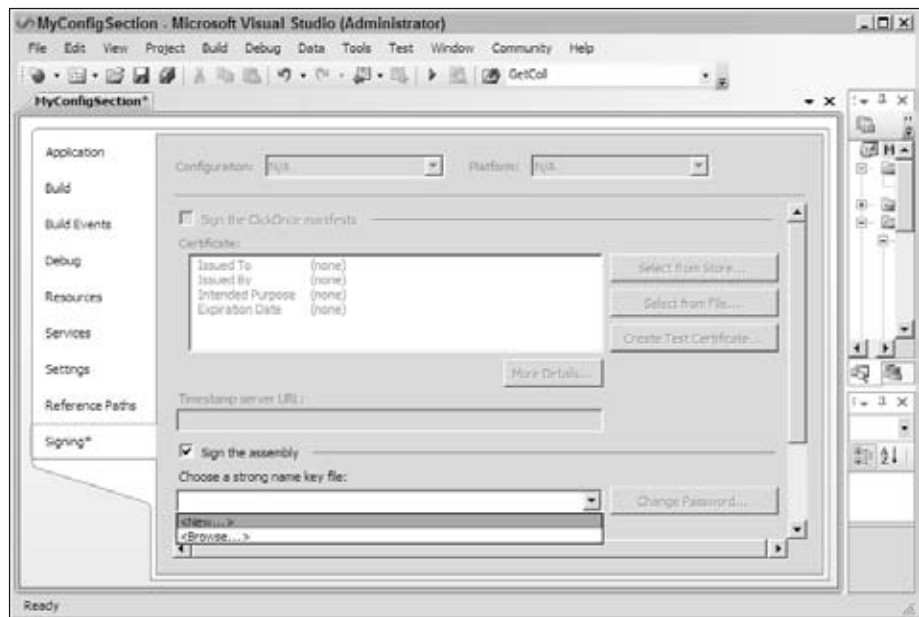 MyConfigSection - Microsoft Visual Studio (Administrator)
File Edit View Project Build Debug Data Tools Test Window Community Help
GetColl
MyConfigSection*
Application
Build
Build Events
Debug
Resources
Services
Settings
Reference Paths
Signing*
Configuration: N/A Platform: N/A
Sign the ClickOnce manifests
Certificate:
Issued To (none)
Issued By (none)
Intended Purpose (none)
Expiration Date (none)
Select from Store...
Select from File...
Create Test Certificate...
More Details...
Timestamp server URL:
Sign the assembly
Choose a strong name key file:
Change Password...
<New...>
<Browse...>
M
Ready